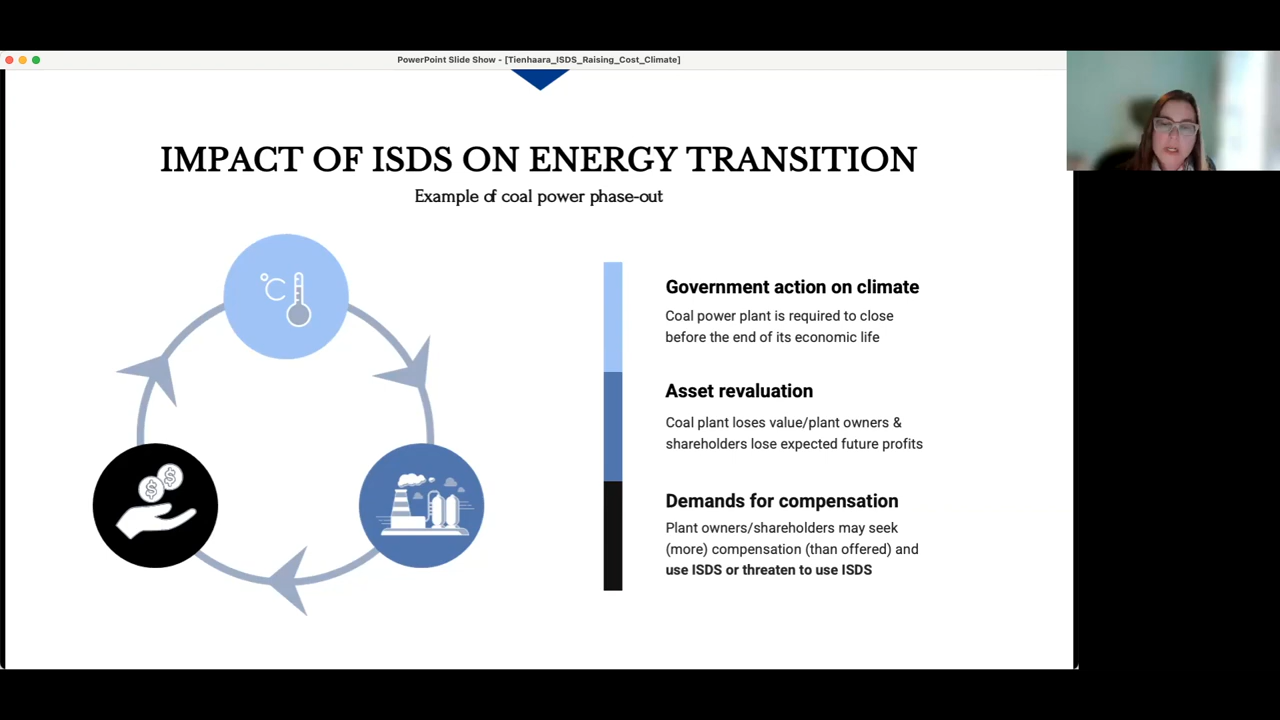 PowerPoint Slide Show - [Tienhaara_ISDS_Raising_Cost_Climate]
IMPACT OF ISDS ON ENERGY TRANSITION
Example of coal power phase-out
°C
Government action on climate
Coal power plant is required to close
before the end of its economic life
Asset revaluation
Coal plant loses value/plant owners &
shareholders lose expected future profits
Demands for compensation
Plant owners/shareholders may seek
(more) compensation (than offered) and
use ISDS or threaten to use ISDS
$
$